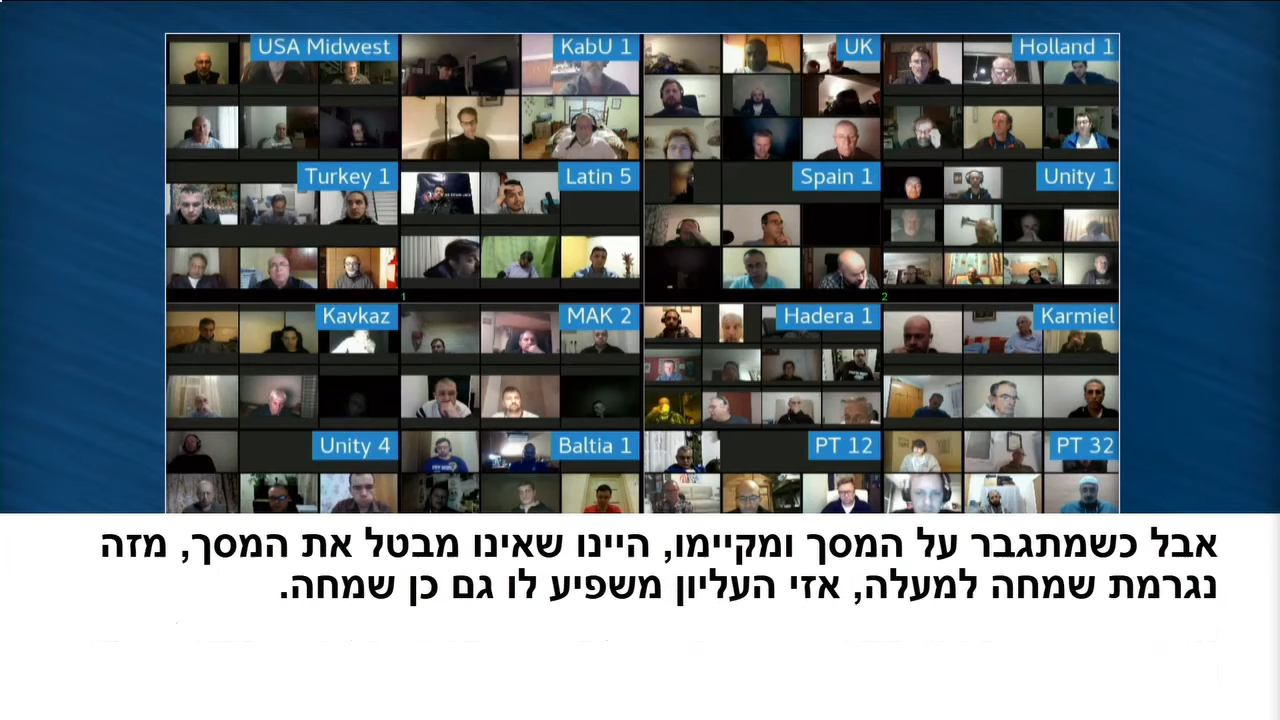 USA Midwest
KabU 1
UK
Holland 1
Turkey 1
Latin 5
Spain 1
Unity 1
1
2
Kavkaz
MAK 2
Hadera 1
Karmiel
Unity 4
Baltia 1
PT 12
PT 32
אבל כשמתגבר על המסך ומקיימו, היינו שאינו מבטל את המסך, מזה
נגרמת שמחה למעלה, אזי העליון משפיע לו גם כן שמחה.